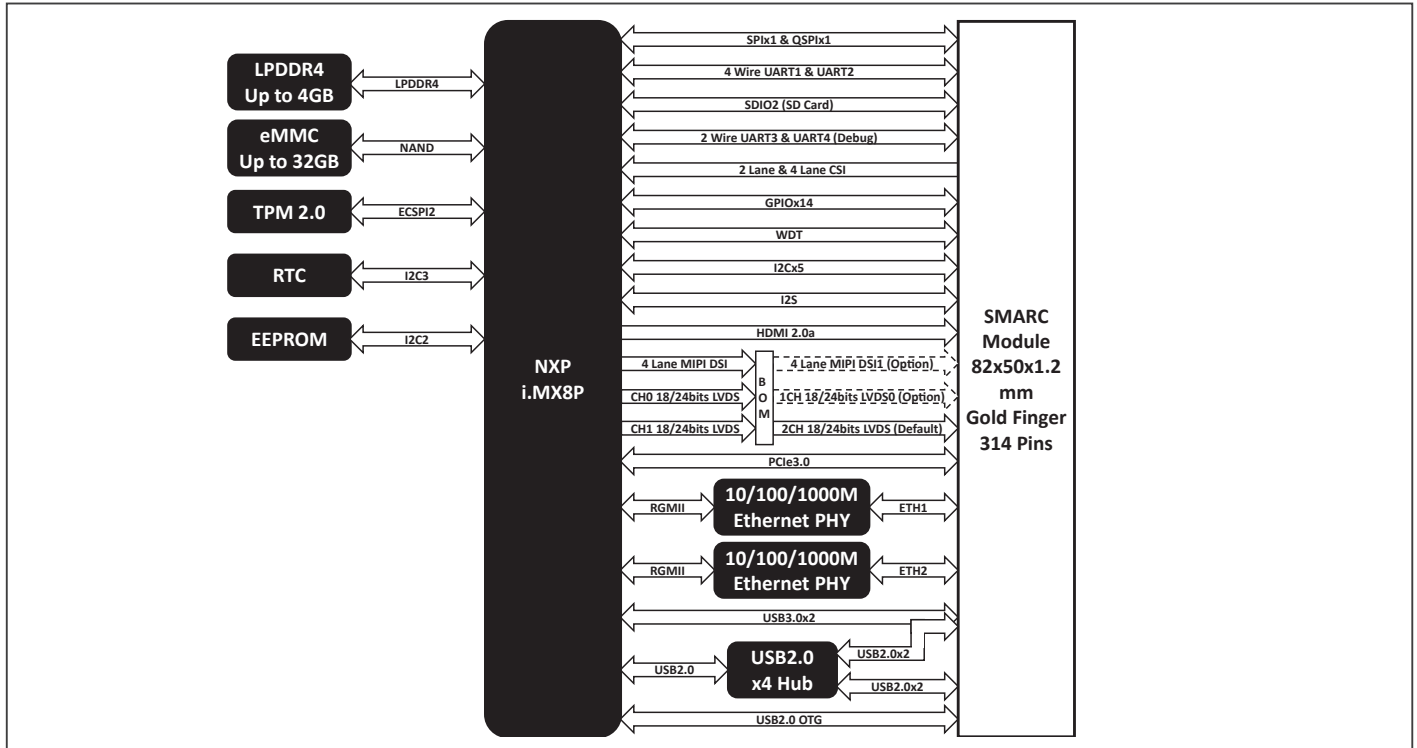 LPDDR4
Up to 4GB
LPDDR4
eMMC
Up to 32GB
NAND
TPM 2.0
ECSPI2
RTC
I2C3
EEPROM
I2C2
NXP
i.MX8P
SPIx1 & QSPIx1
4 Wire UART1 & UART2
SDIO2 (SD Card)
2 Wire UART3 & UART4 (Debug)
2 Lane & 4 Lane CSI
GPIOx14
WDT
I2Cx5
I2S
HDMI 2.0a
4 Lane MIPI DSI
CH0 18/24bits LVDS
CH1 18/24bits LVDS
B
O
M
4 Lane MIPI DSI1 (Option)
1CH 18/24bits LVDS0 (Option)
2CH 18/24bits LVDS (Default)
PCIe3.0
RGMII
10/100/1000M
Ethernet PHY
ETH1
RGMII
10/100/1000M
Ethernet PHY
ETH2
USB3.0x2
USB2.0
USB2.0
x4 Hub
USB2.0x2
USB2.0x2
USB2.0 OTG
SMARC
Module
82x50x1.2
mm
Gold Finger
314 Pins